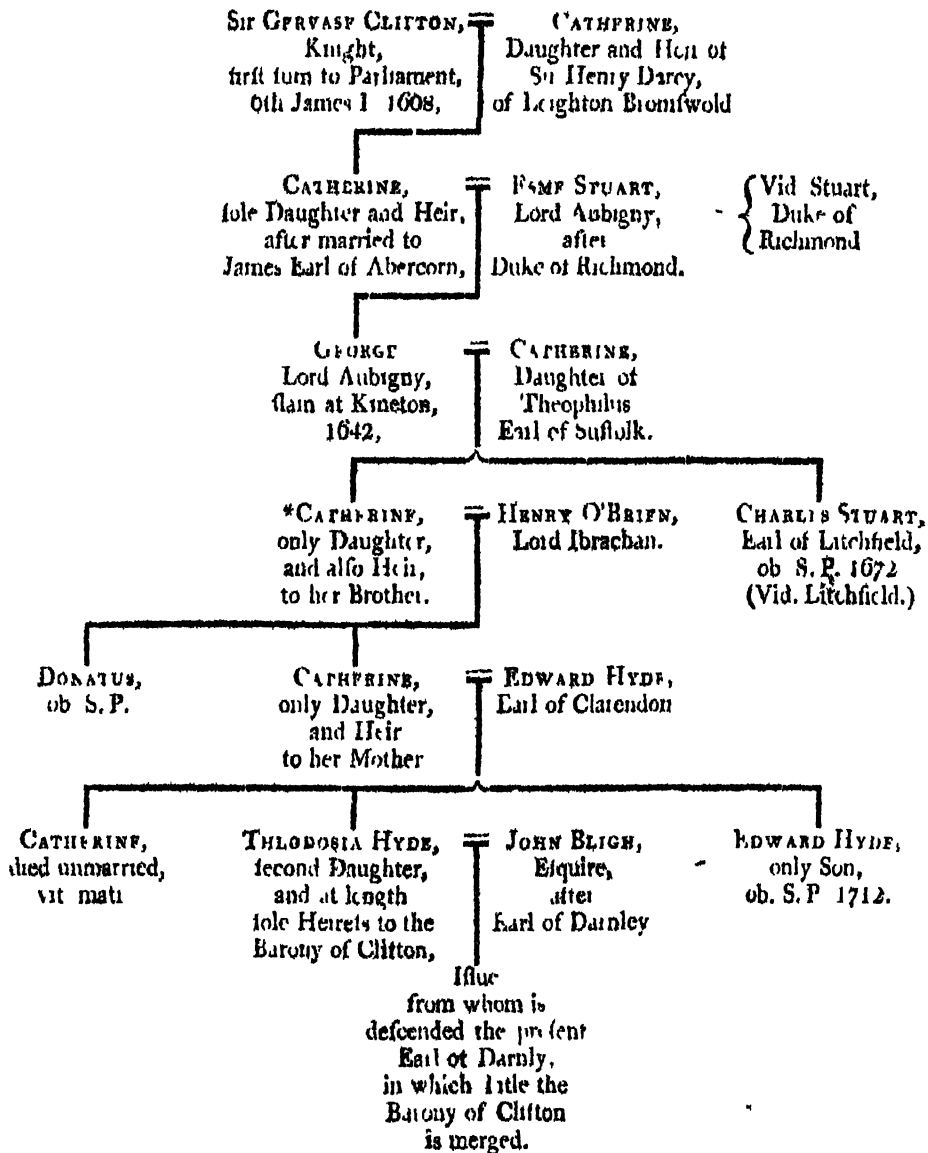 Sir Gervase Clifton,
Knight,
firſt ſum to Parliament,
6th James I 1608,
Catherine,
Daughter and Heir of
Sir Henry Darcy,
of Leighton Bromſwold
Catherine,
ſole Daughter and Heir,
after married to
James Earl of Abercorn,
Esme Stuart,
Lord Aubigny,
after
Duke of Richmond.
Vid Stuart,
Duke of
Richmond
George
Lord Aubigny,
ſlain at Kineton,
1642,
Catherine,
Daughter of
Theophilus
Earl of Suffolk.
*Catherine,
only Daughter,
and alſo Heir,
to her Brother.
Henry O'Brien,
Lord Ibrachan.
Charles Stuart,
Earl of Litchfield,
ob S. P. 1672
(Vid. Litchfield.)
Donatus,
ob S. P.
Catherine,
only Daughter,
and Heir
to her Mother
Edward Hyde,
Earl of Clarendon
Catherine,
died unmarried,
vit mati
Theodosia Hyde,
ſecond Daughter,
and at length
ſole Heireſs to the
Barony of Clifton,
John Bligh,
Eſquire,
after
Earl of Darnley
Edward Hyde,
only Son,
ob. S. P 1712.
Iſſue
from whom is
deſcended the preſent
Earl of Darnly,
in which Title the
Barony of Clifton
is merged.